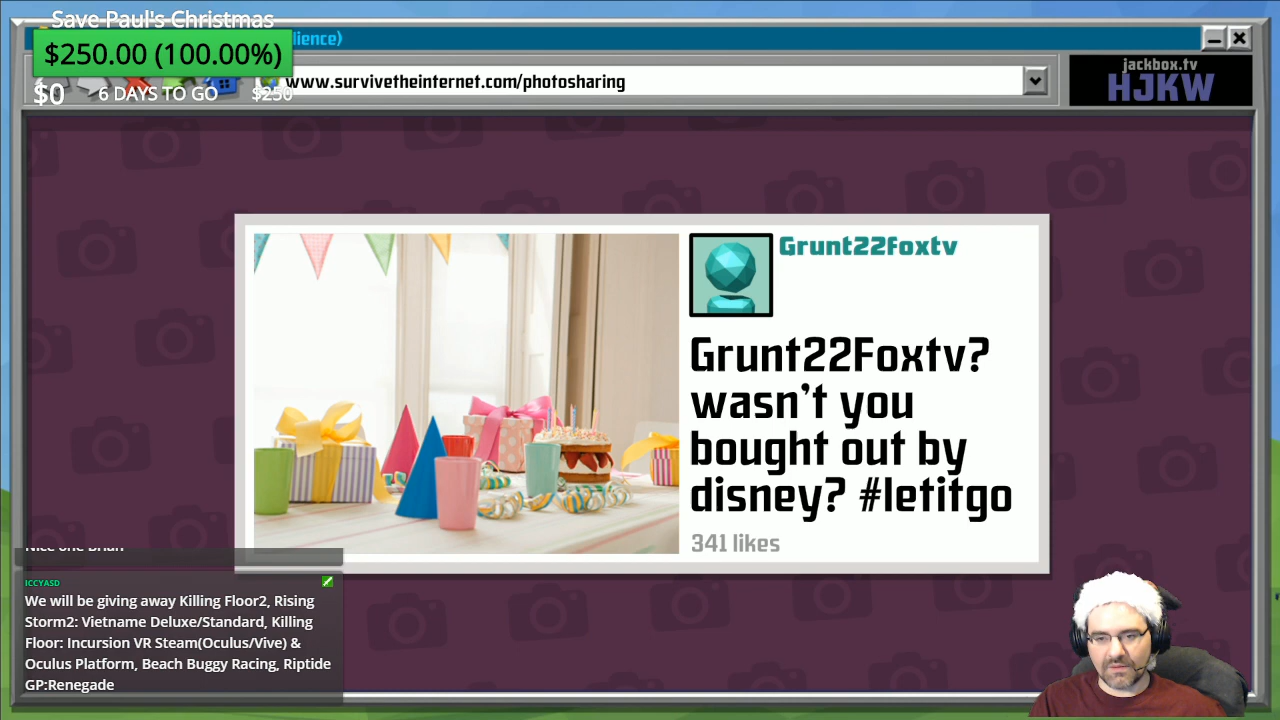 Save Paul's Christmas
$250.00 (100.00%)
$0 6 DAYS TO GO $250
www.survivetheinternet.com/photosharing
jackbox.tv
HJKW
Grunt22Foxtv
Grunt22Foxtv?
wasn't you
bought out by
disney? #letitgo
341 likes
Nice one Brian
ICCYASD
We will be giving away Killing Floor2, Rising
Storm2: Vietname Deluxe/Standard, Killing
Floor: Incursion VR Steam(Oculus/Vive) &
Oculus Platform, Beach Buggy Racing, Riptide
GP:Renegade